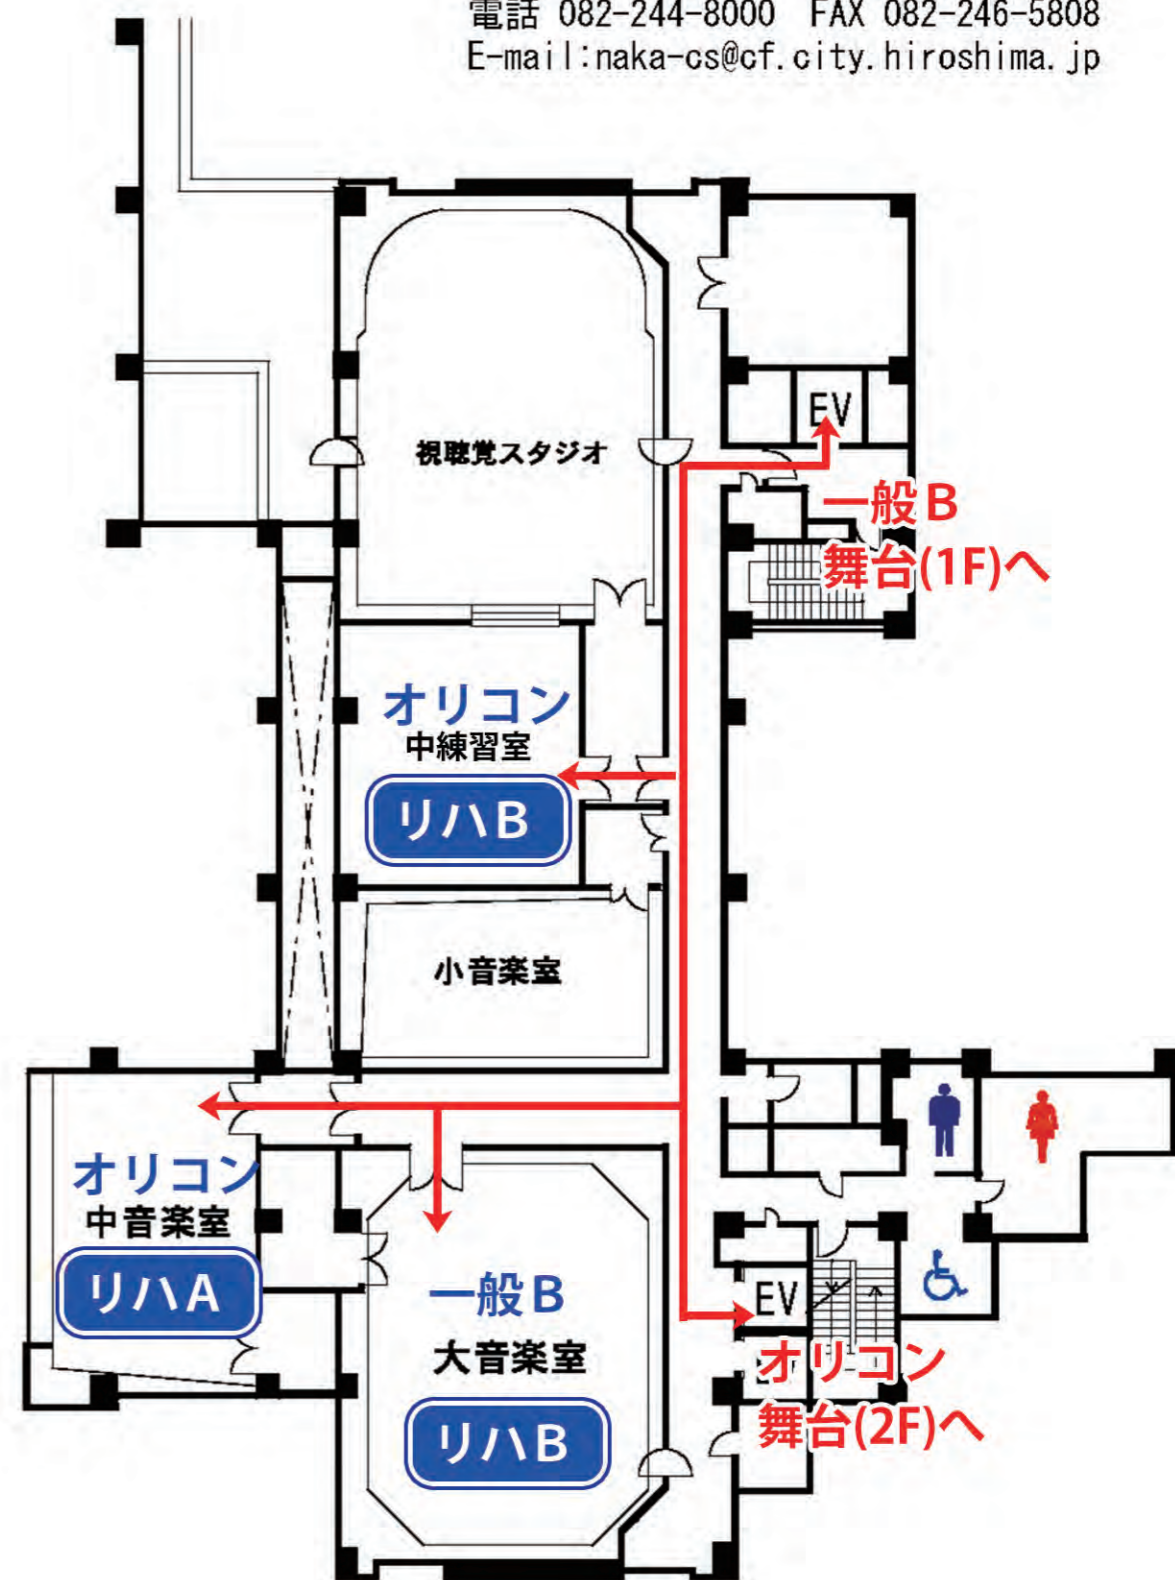 電話 082-244-8000 FAX 082-246-5808
E-mail:naka-cs@cf.city.hiroshima.jp
EV
視聴覚スタジオ
一般B
舞台(1F)へ
オリコン
中練習室
リハB
小音楽室
オリコン
中音楽室
リハA
一般B
大音楽室
リハB
EV
オリコン
舞台(2F)へ